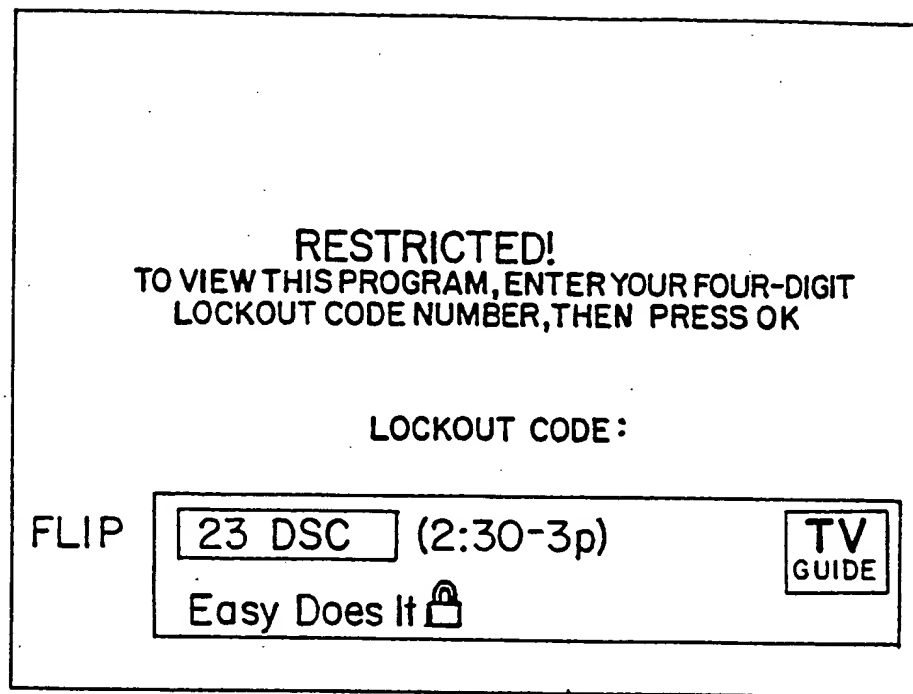 RESTRICTED!
TO VIEW THIS PROGRAM, ENTER YOUR FOUR-DIGIT
LOCKOUT CODE NUMBER, THEN PRESS OK
LOCKOUT CODE:
FLIP
23 DSC (2:30-3p)
Easy Does It
TV
GUIDE